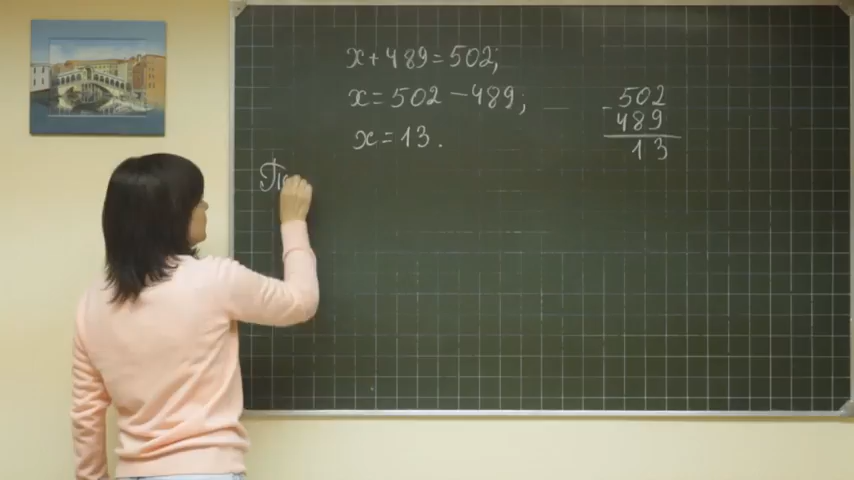 x + 489 = 502;
x = 502 - 489;
x = 13.
- 502
489
13